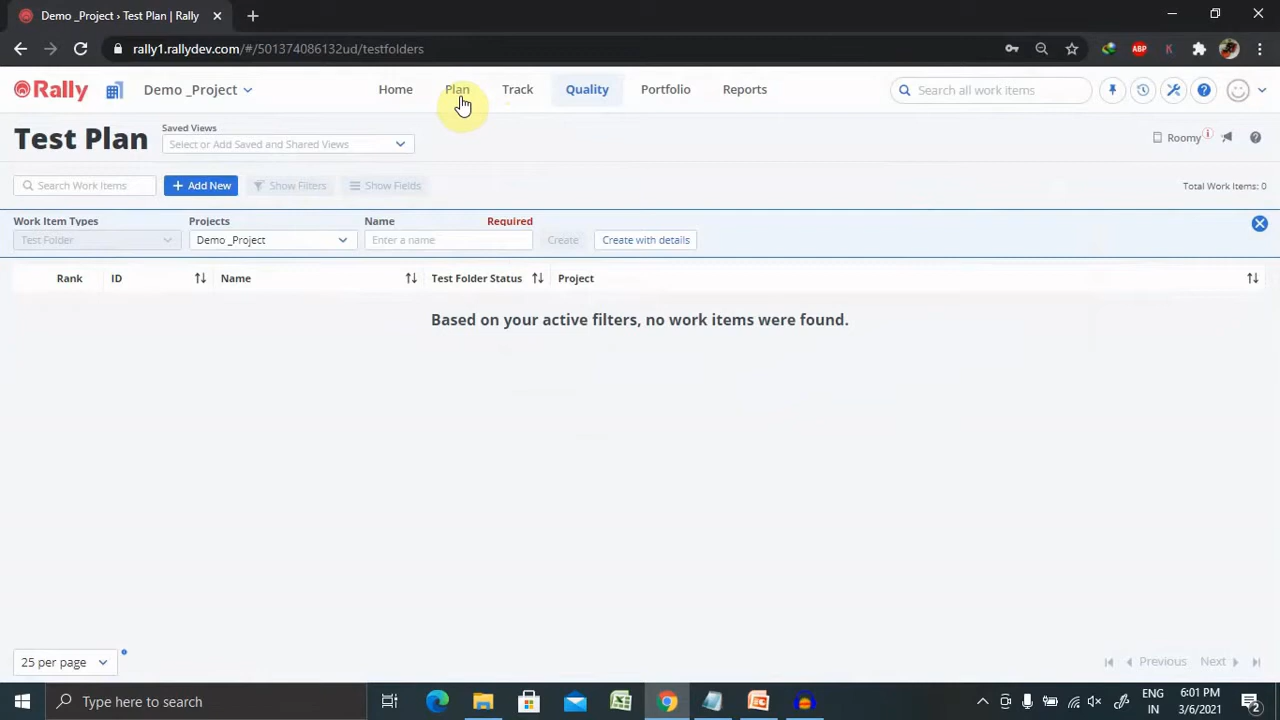 Demo _Project › Test Plan | Rally
rally1.rallydev.com/#/501374086132ud/testfolders
ABP
K
Rally
Demo _Project
Home
Plan
Track
Quality
Portfolio
Reports
Search all work items
Test Plan
Saved Views
Select or Add Saved and Shared Views
Roomy
Search Work Items
Add New
Show Filters
Show Fields
Total Work Items: 0
Work Item Types
Projects
Name
Required
Test Folder
Demo _Project
Enter a name
Create
Create with details
Rank
ID
Name
Test Folder Status
Project
Based on your active filters, no work items were found.
25 per page
Previous
Next
Type here to search
ENG
IN
6:01 PM
3/6/2021
2